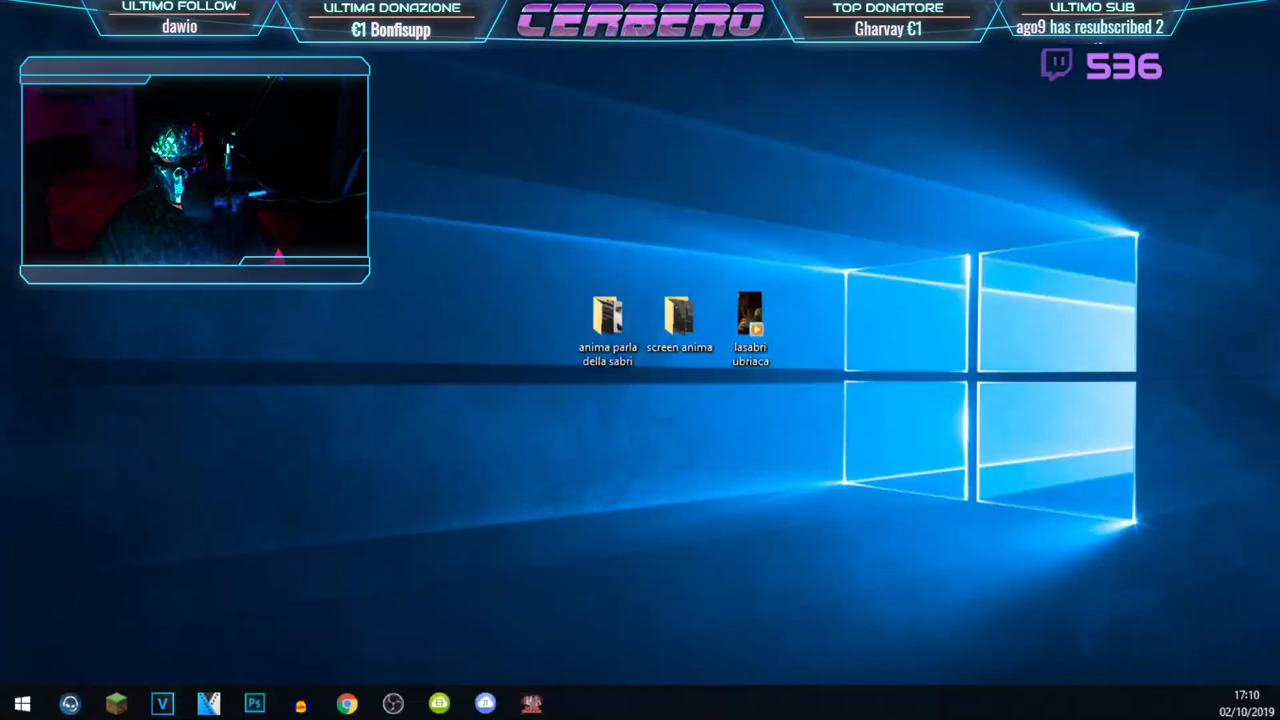 ULTIMO FOLLOW
dawio
ULTIMA DONAZIONE
€1 Bonfisupp
CERBERO
TOP DONATORE
Gharvay €1
ULTIMO SUB
ago9 has resubscribed 2
536
anima parla
della sabri
screen anima
lasabri
ubriaca
V
Ps
17:10
02/10/2019